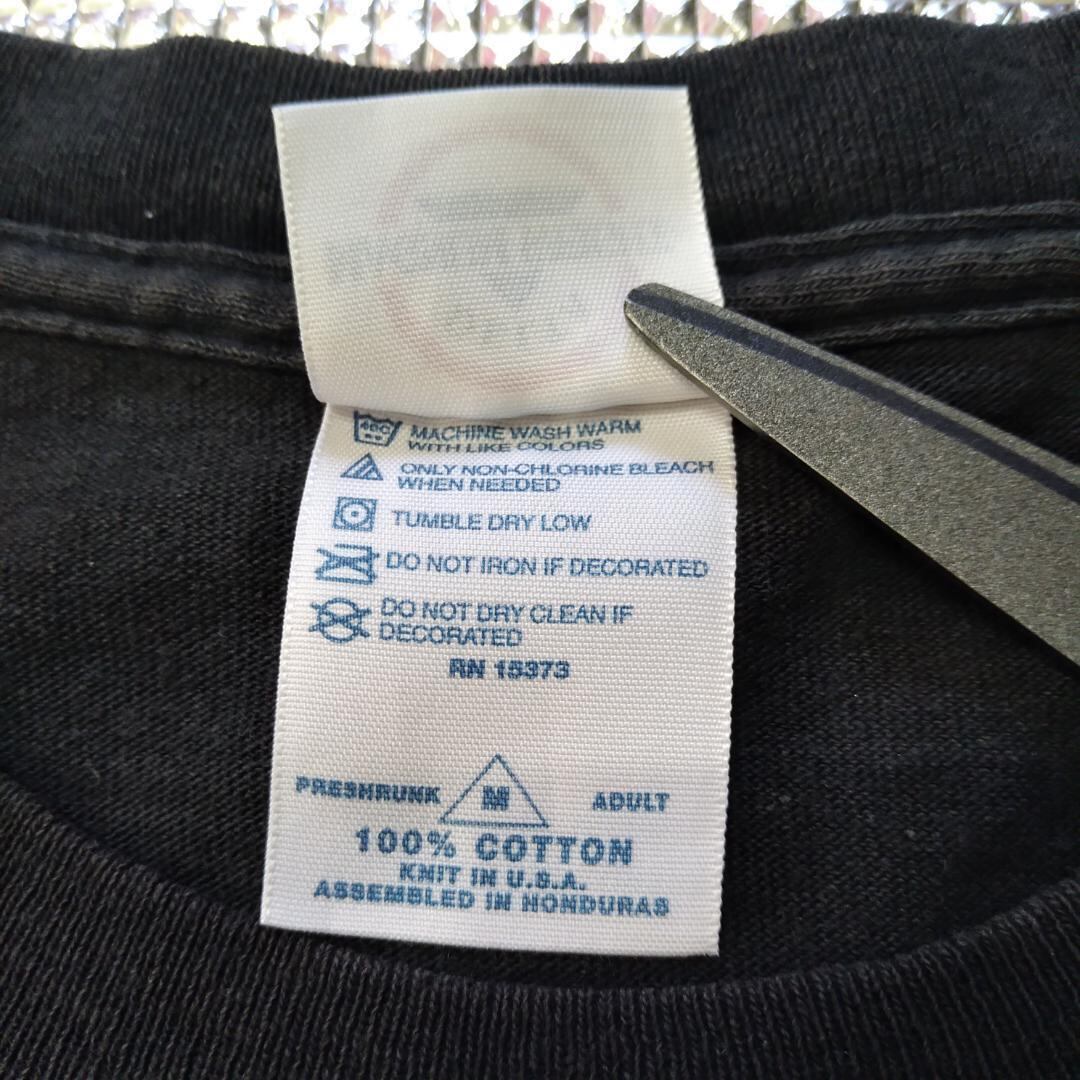 40C
MACHINE WASH WARM
WITH LIKE COLORS
ONLY NON-CHLORINE BLEACH
WHEN NEEDED
TUMBLE DRY LOW
DO NOT IRON IF DECORATED
DO NOT DRY CLEAN IF
DECORATED
RN 15373
PRESHRUNK M ADULT
100% COTTON
KNIT IN U.S.A.
ASSEMBLED IN HONDURAS